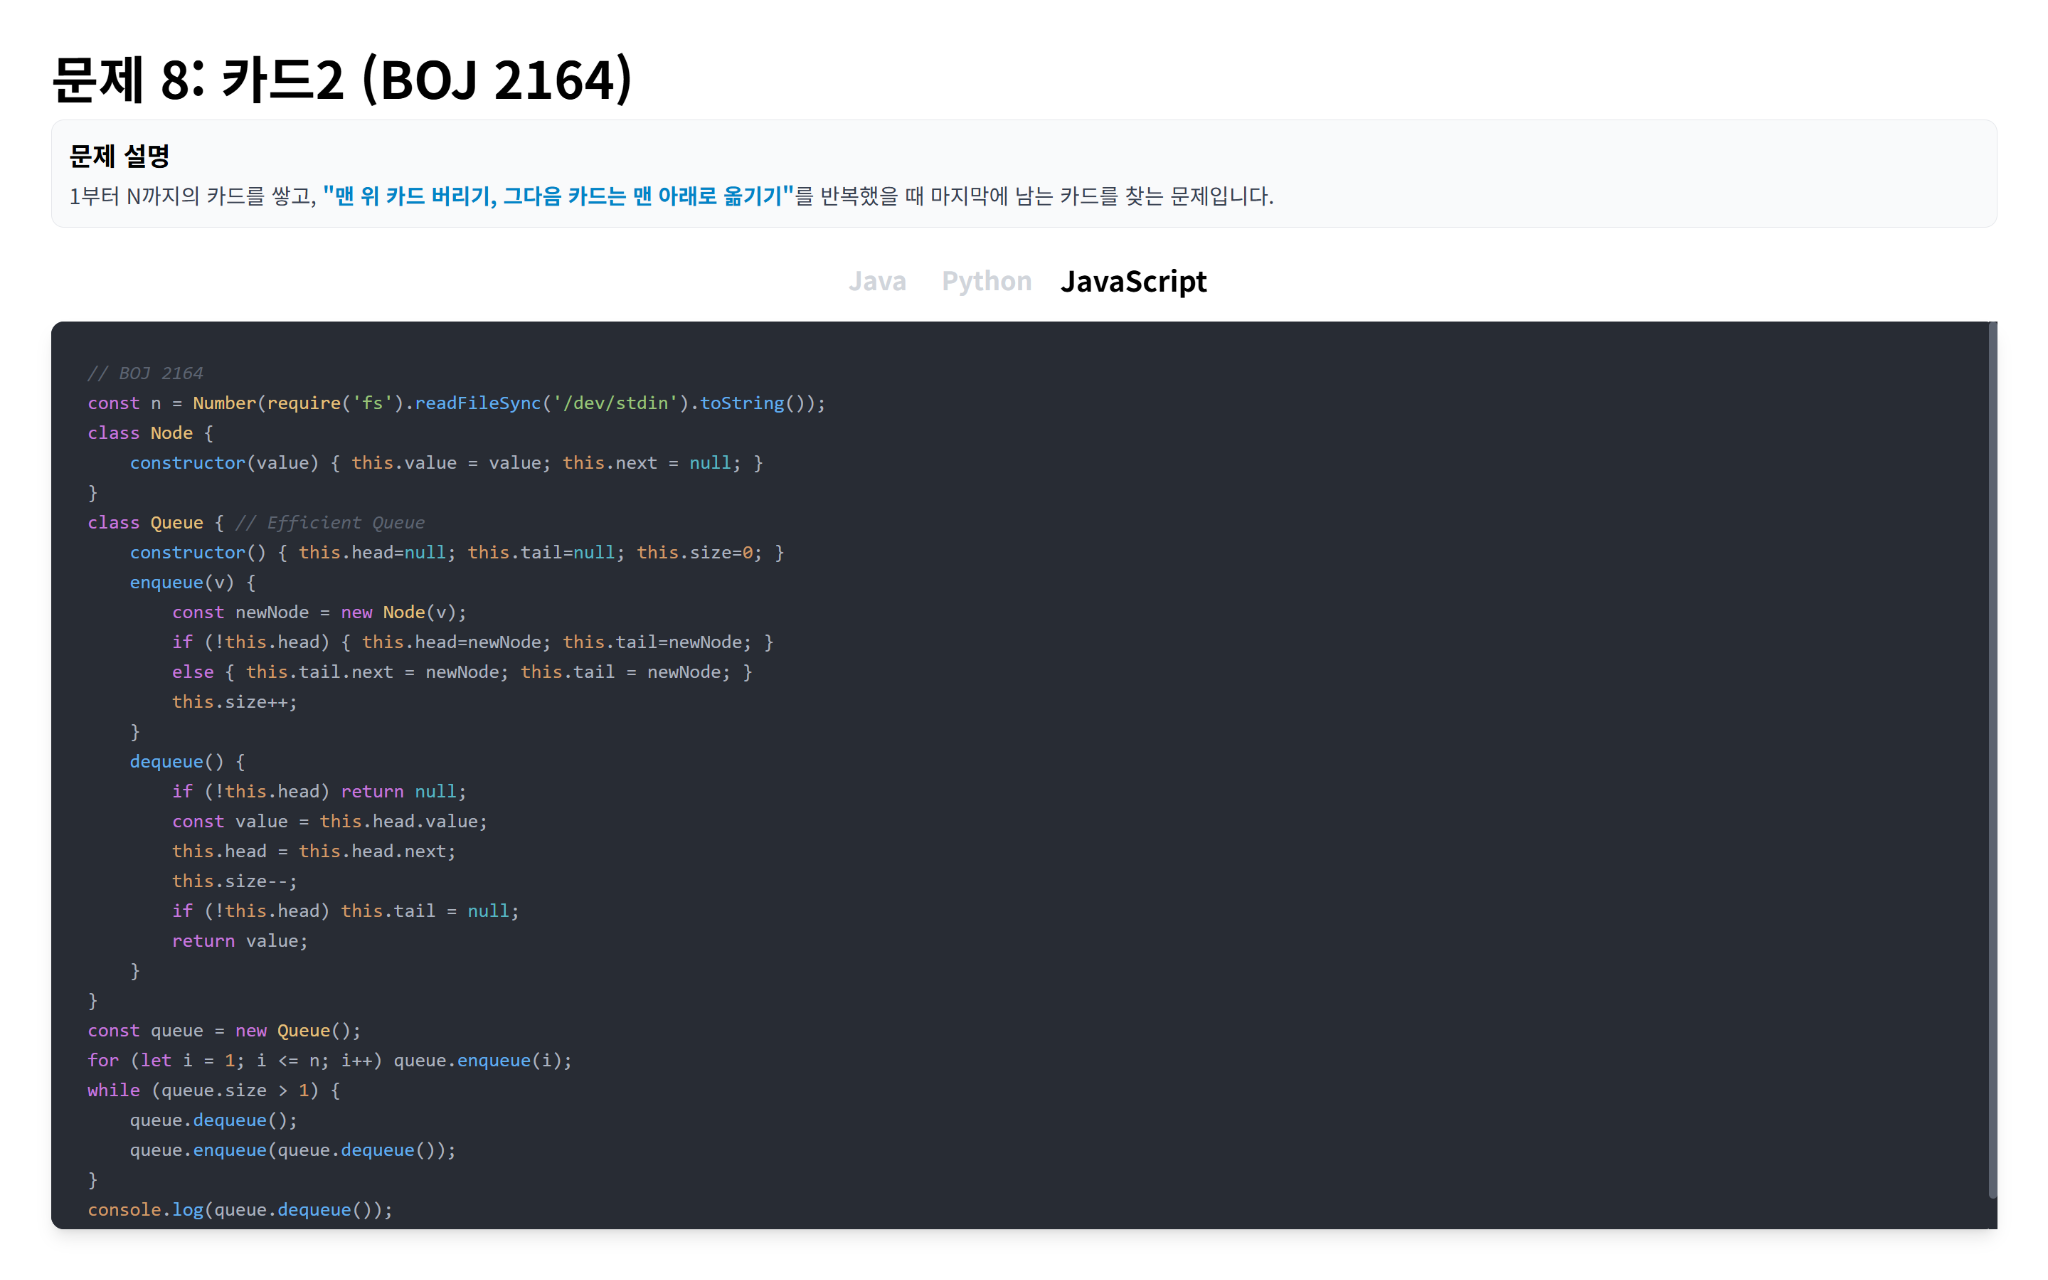 문제 8: 카드2 (BOJ 2164)
문제 설명
1부터 N까지의 카드를 쌓고, "맨 위 카드 버리기, 그다음 카드는 맨 아래로 옮기기"를 반복했을 때 마지막에 남는 카드를 찾는 문제입니다.
Java Python JavaScript
// BOJ 2164
const n = Number(require('fs').readFileSync('/dev/stdin').toString());
class Node {
    constructor(value) { this.value = value; this.next = null; }
}
class Queue { // Efficient Queue
    constructor() { this.head=null; this.tail=null; this.size=0; }
    enqueue(v) {
        const newNode = new Node(v);
        if (!this.head) { this.head=newNode; this.tail=newNode; }
        else { this.tail.next = newNode; this.tail = newNode; }
        this.size++;
    }
    dequeue() {
        if (!this.head) return null;
        const value = this.head.value;
        this.head = this.head.next;
        this.size--;
        if (!this.head) this.tail = null;
        return value;
    }
}
const queue = new Queue();
for (let i = 1; i <= n; i++) queue.enqueue(i);
while (queue.size > 1) {
    queue.dequeue();
    queue.enqueue(queue.dequeue());
}
console.log(queue.dequeue());